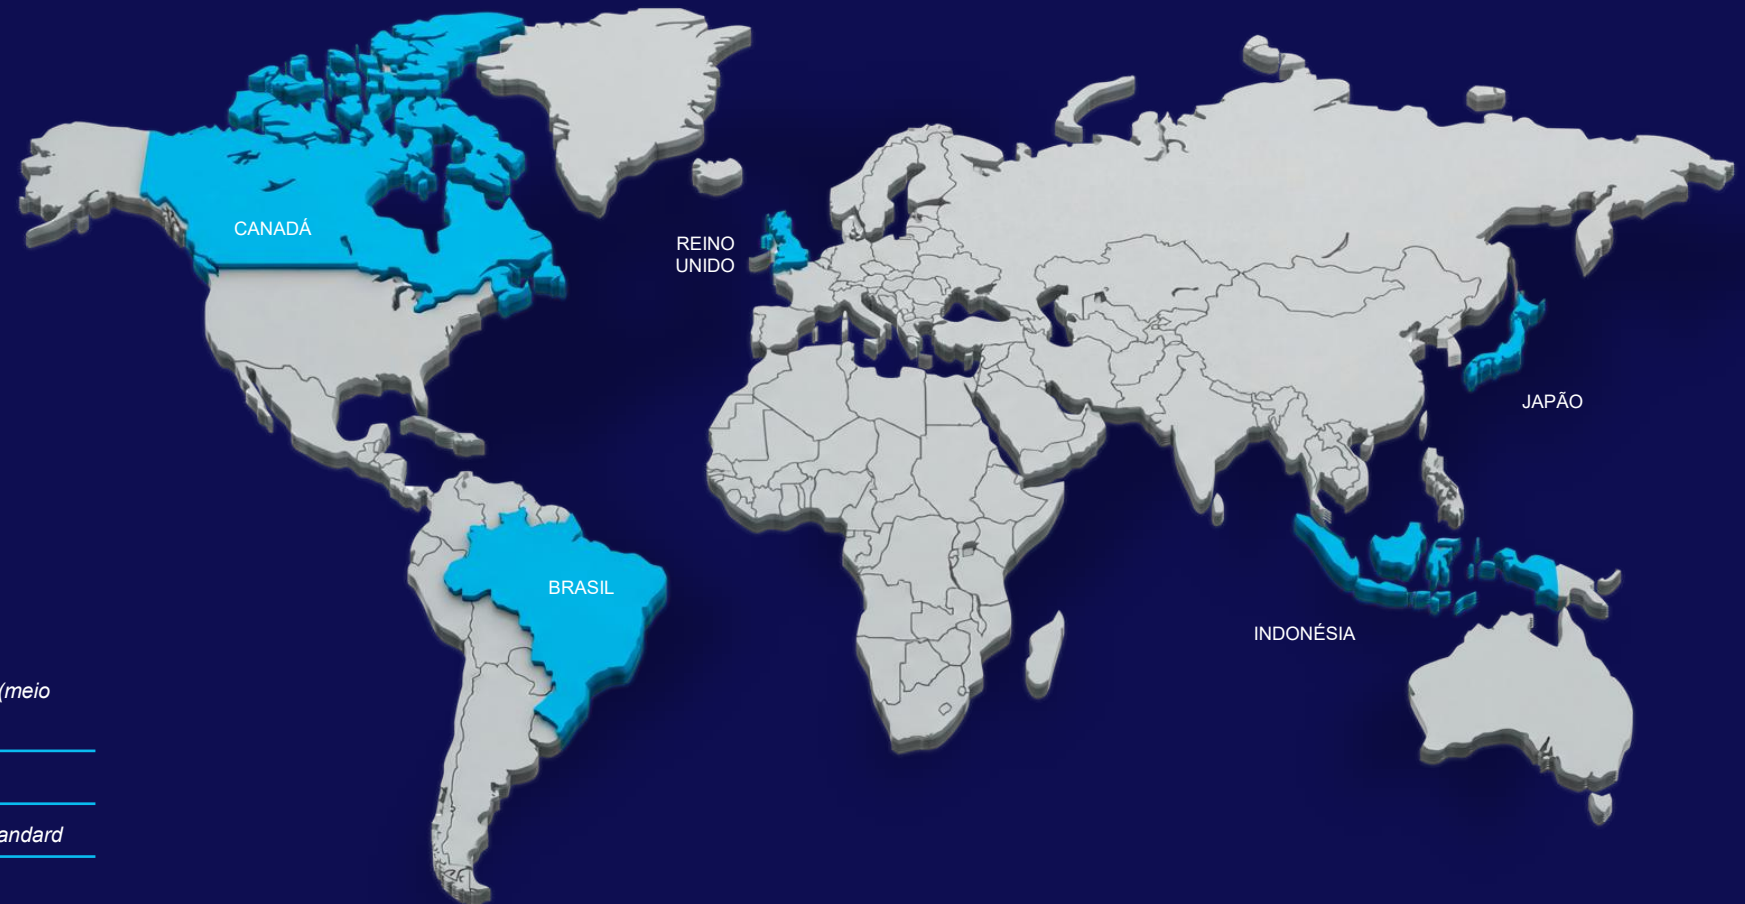 CANADÁ
REINO
UNIDO
JAPÃO
BRASIL
INDONÉSIA
(meio
andard